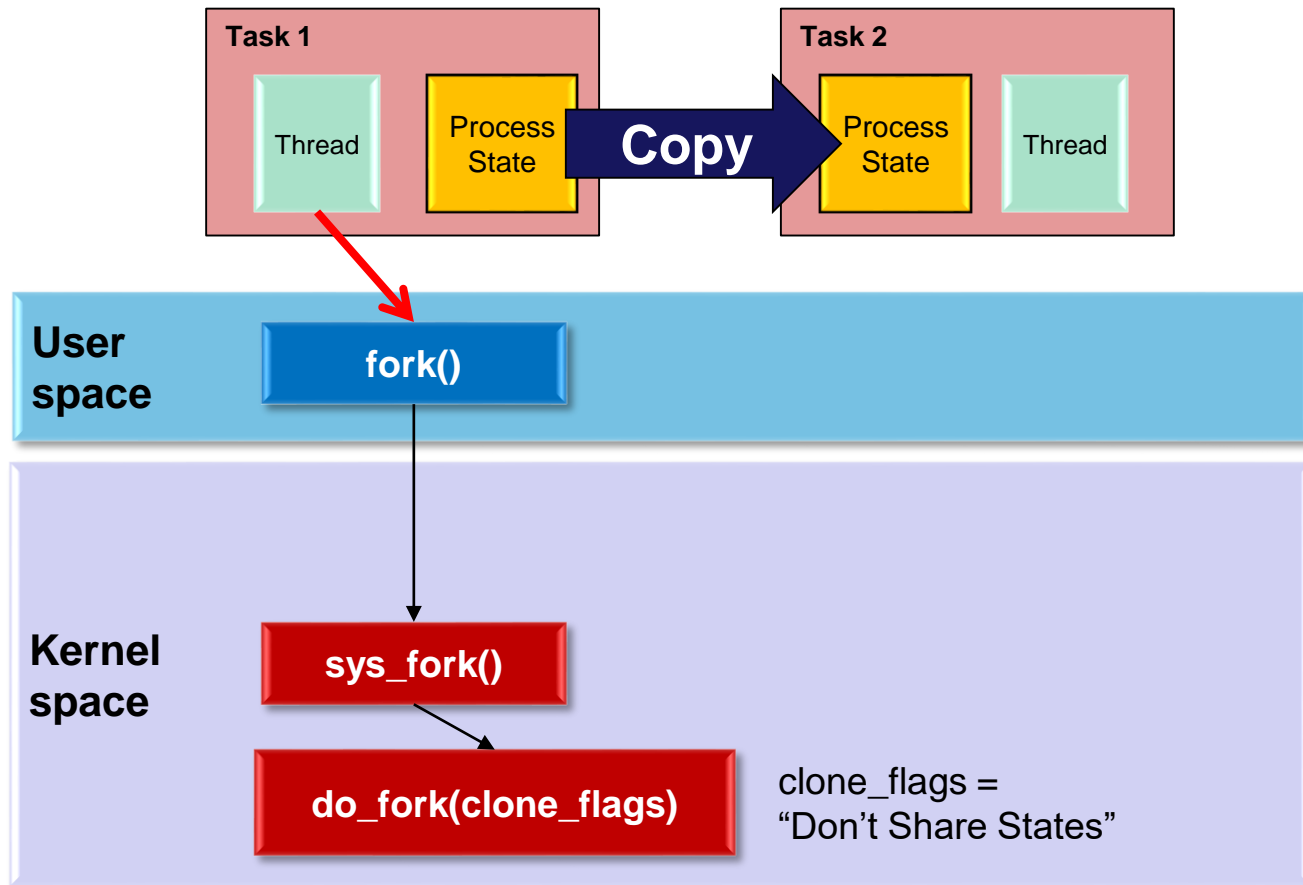 Task 1
Task 2
Thread
Process
State
Copy
Process
State
Thread
User
space
fork()
Kernel
space
sys_fork()
do_fork(clone_flags)
clone_flags =
“Don’t Share States”